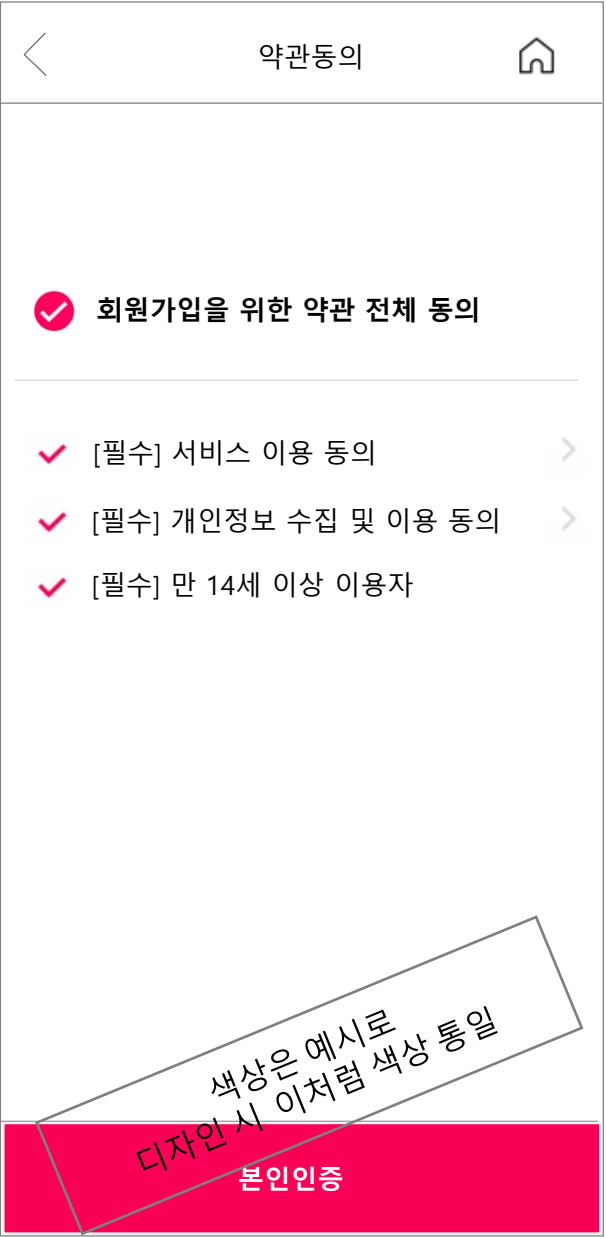 약관동의
회원가입을 위한 약관 전체 동의
[필수] 서비스 이용 동의
[필수] 개인정보 수집 및 이용 동의
[필수] 만 14세 이상 이용자
색상은 예시로
디자인 시 이처럼 색상 통일
본인인증